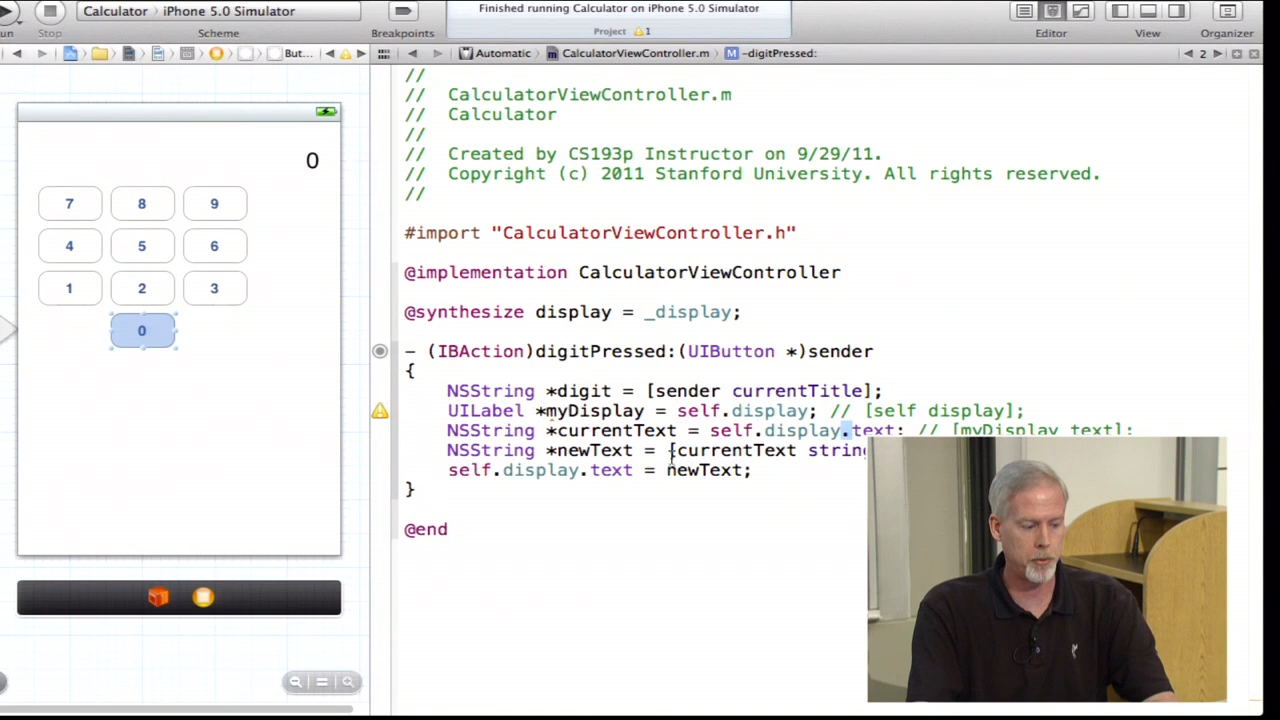 Calculator › iPhone 5.0 Simulator
Finished running Calculator on iPhone 5.0 Simulator
Stop
Scheme
Breakpoints
Project 1
Editor
View
Organizer
But...
Automatic
CalculatorViewController.m
M -digitPressed:
2
0
7 8 9
4 5 6
1 2 3
0
//
// CalculatorViewController.m
// Calculator
//
// Created by CS193p Instructor on 9/29/11.
// Copyright (c) 2011 Stanford University. All rights reserved.
//
#import "CalculatorViewController.h"
@implementation CalculatorViewController
@synthesize display = _display;
- (IBAction)digitPressed:(UIButton *)sender
{
NSString *digit = [sender currentTitle];
UILabel *myDisplay = self.display; // [self display];
NSString *currentText = self.display.text; // [myDisplay text];
NSString *newText = [currentText string
self.display.text = newText;
}
@end